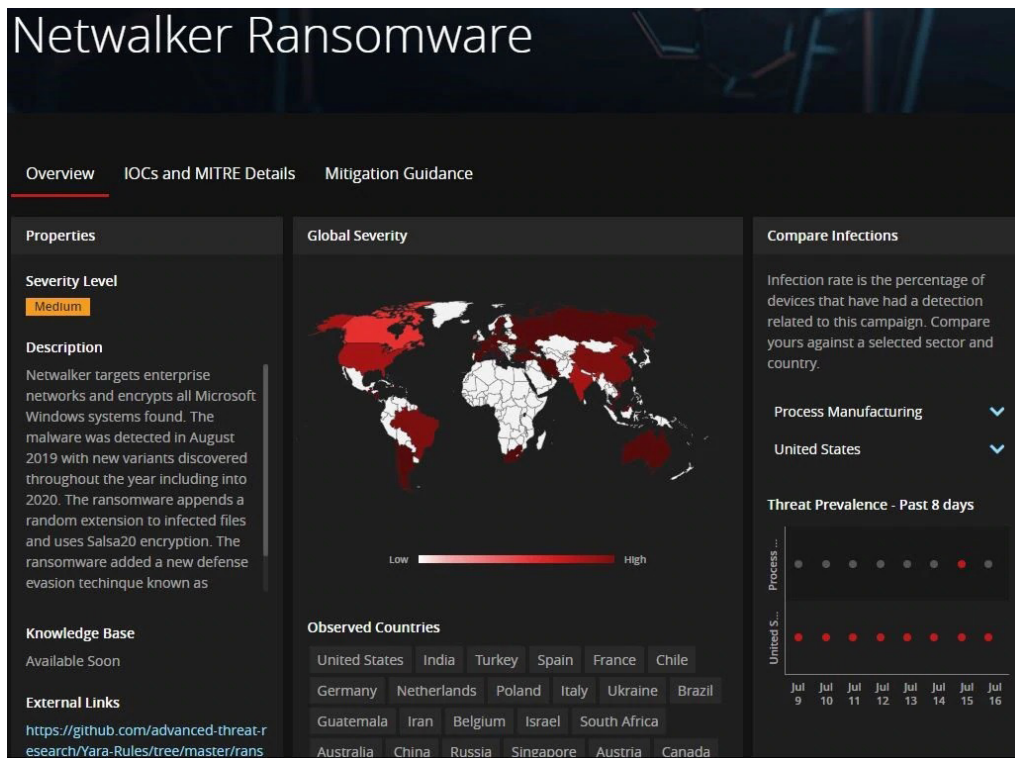 Netwalker Ransomware
Overview IOCs and MITRE Details Mitigation Guidance
Properties
Severity Level
Medium
Description
Netwalker targets enterprise
networks and encrypts all Microsoft
Windows systems found. The
malware was detected in August
2019 with new variants discovered
throughout the year including into
2020. The ransomware appends a
random extension to infected files
and uses Salsa20 encryption. The
ransomware added a new defense
evasion techinque known as
Knowledge Base
Available Soon
External Links
https://github.com/advanced-threat-r
esearch/Yara-Rules/tree/master/rans
Global Severity
Low High
Observed Countries
United States India Turkey Spain France Chile
Germany Netherlands Poland Italy Ukraine Brazil
Guatemala Iran Belgium Israel South Africa
Australia China Russia Singapore Austria Canada
Compare Infections
Infection rate is the percentage of
devices that have had a detection
related to this campaign. Compare
yours against a selected sector and
country.
Process Manufacturing
United States
Threat Prevalence - Past 8 days
Process ...
United S...
Jul Jul Jul Jul Jul Jul Jul Jul
9 10 11 12 13 14 15 16